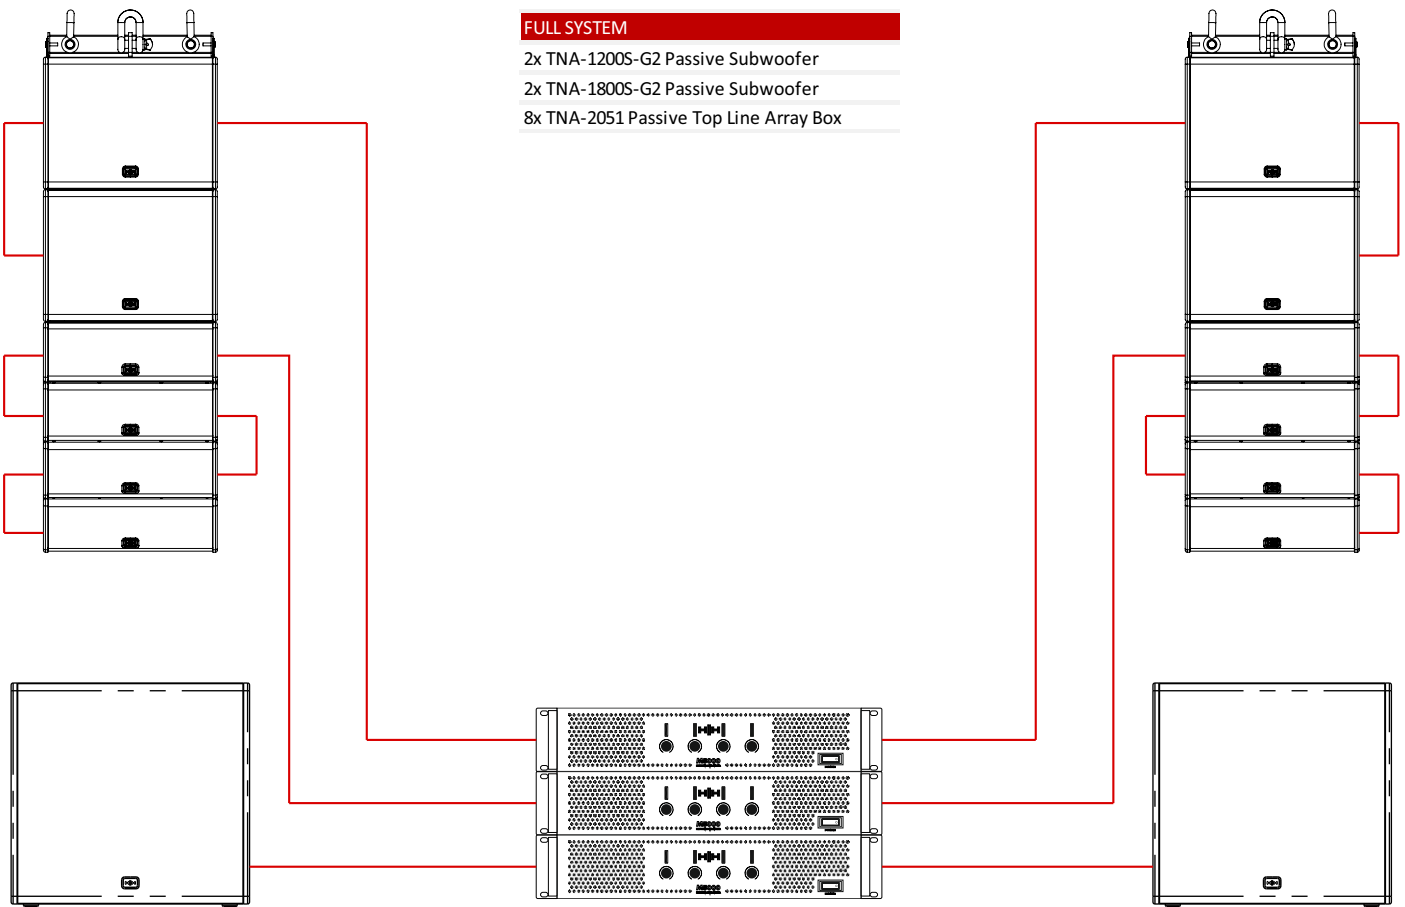 FULL SYSTEM
2x TNA-1200S-G2 Passive Subwoofer
2x TNA-1800S-G2 Passive Subwoofer
8x TNA-2051 Passive Top Line Array Box